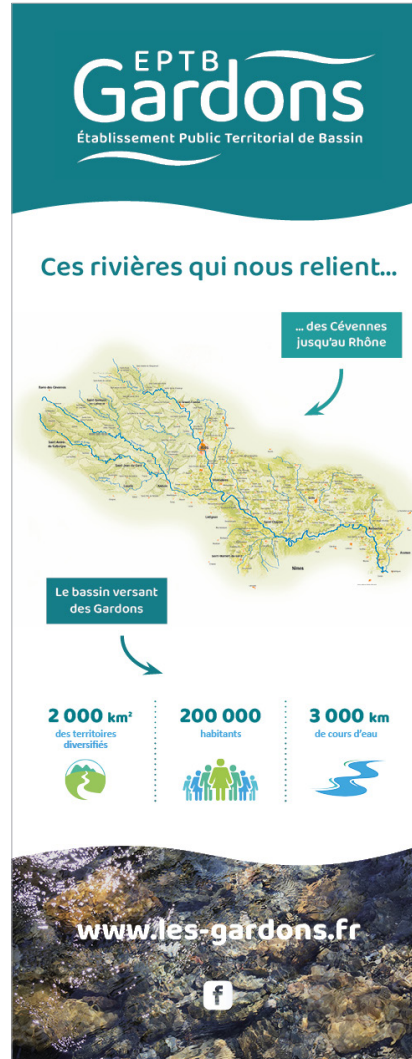 EPTB
Gardons
Établissement Public Territorial de Bassin
Ces rivières qui nous relient...
... des Cévennes
jusqu'au Rhône
Nîmes
Le bassin versant
des Gardons
2 000 km²
des territoires
diversifiés
200 000
habitants
3 000 km
de cours d'eau
www.les-gardons.fr
f